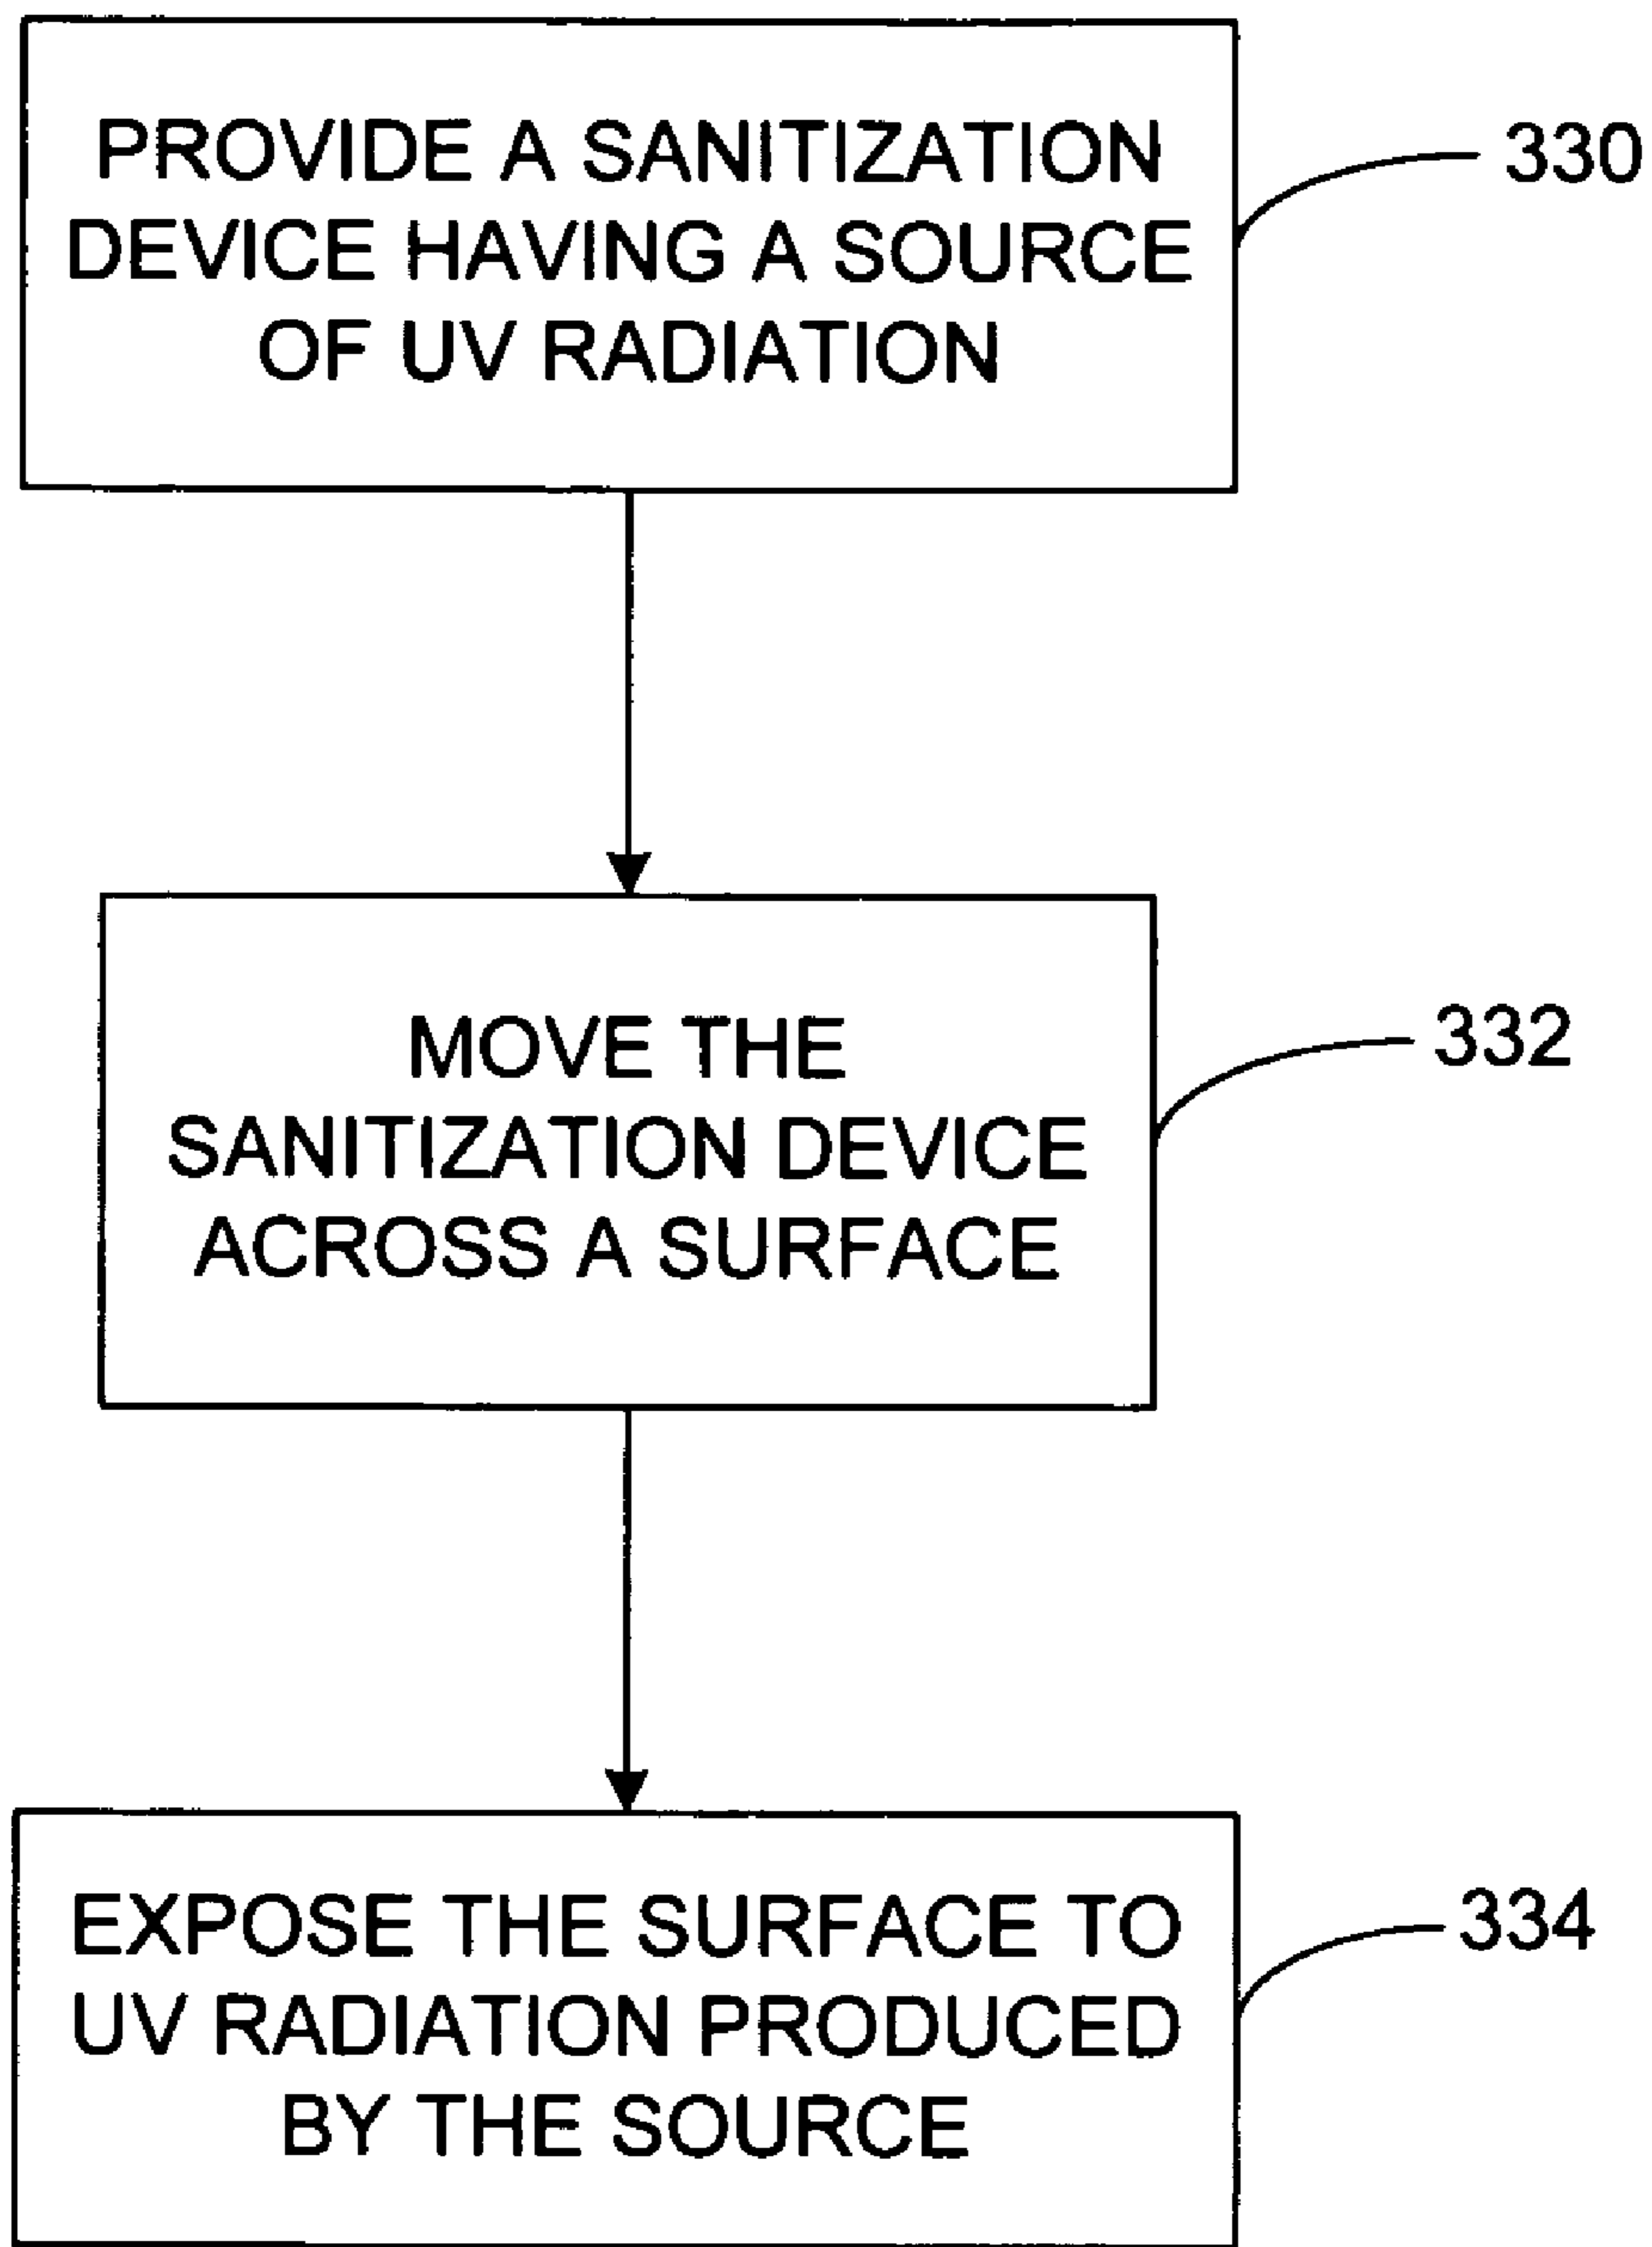 PROVIDE A SANITIZATION
DEVICE HAVING A SOURCE
OF UV RADIATION
330
MOVE THE
SANITIZATION DEVICE
ACROSS A SURFACE
332
EXPOSE THE SURFACE TO
UV RADIATION PRODUCED
BY THE SOURCE
334